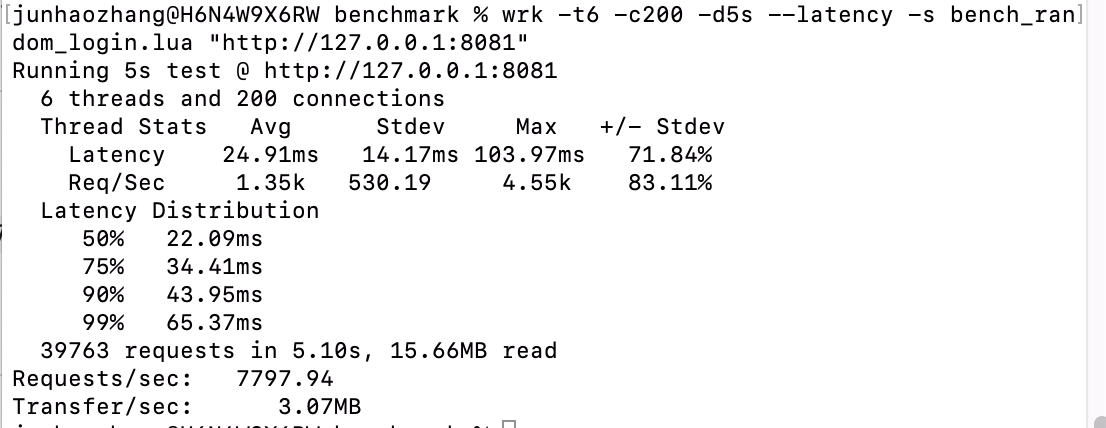 [junhaozhang@H6N4W9X6RW benchmark % wrk -t6 -c200 -d5s --latency -s bench_ran]
dom_login.lua "http://127.0.0.1:8081"
Running 5s test @ http://127.0.0.1:8081
  6 threads and 200 connections
  Thread Stats   Avg      Stdev     Max   +/- Stdev
    Latency    24.91ms   14.17ms 103.97ms   71.84%
    Req/Sec     1.35k   530.19     4.55k    83.11%
  Latency Distribution
     50%   22.09ms
     75%   34.41ms
     90%   43.95ms
     99%   65.37ms
  39763 requests in 5.10s, 15.66MB read
Requests/sec:   7797.94
Transfer/sec:      3.07MB